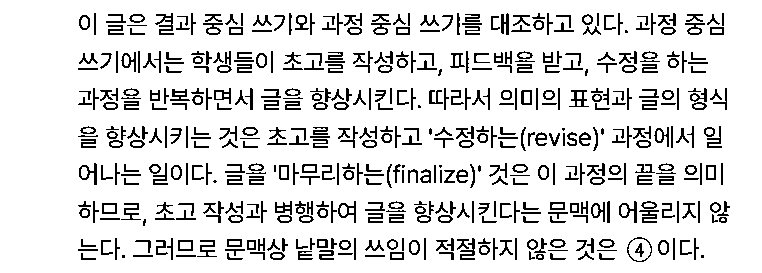 이 글은 결과 중심 쓰기와 과정 중심 쓰기를 대조하고 있다. 과정 중심
쓰기에서는 학생들이 초고를 작성하고, 피드백을 받고, 수정을 하는
과정을 반복하면서 글을 향상시킨다. 따라서 의미의 표현과 글의 형식
을 향상시키는 것은 초고를 작성하고 '수정하는(revise)' 과정에서 일
어나는 일이다. 글을 '마무리하는(finalize)' 것은 이 과정의 끝을 의미
하므로, 초고 작성과 병행하여 글을 향상시킨다는 문맥에 어울리지 않
는다. 그러므로 문맥상 낱말의 쓰임이 적절하지 않은 것은 ④이다.